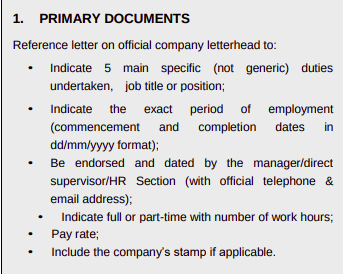 1. PRIMARY DOCUMENTS
Reference letter on official company letterhead to:
• Indicate 5 main specific (not generic) duties
undertaken, job title or position;
• Indicate the exact period of employment
(commencement and completion dates in
dd/mm/yyyy format);
• Be endorsed and dated by the manager/direct
supervisor/HR Section (with official telephone &
email address);
• Indicate full or part-time with number of work hours;
• Pay rate;
• Include the company's stamp if applicable.